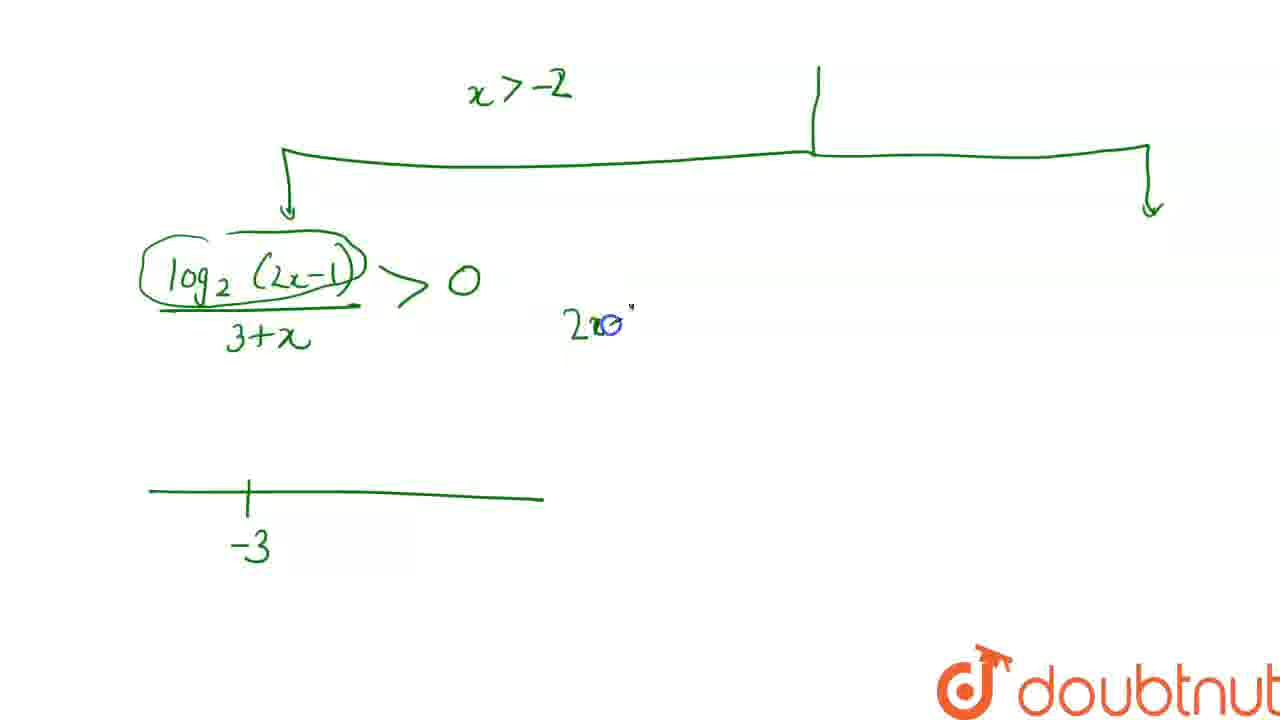 x > -2
log₂ (2x-1) > 0
3+x
2x
-3
doubtnut